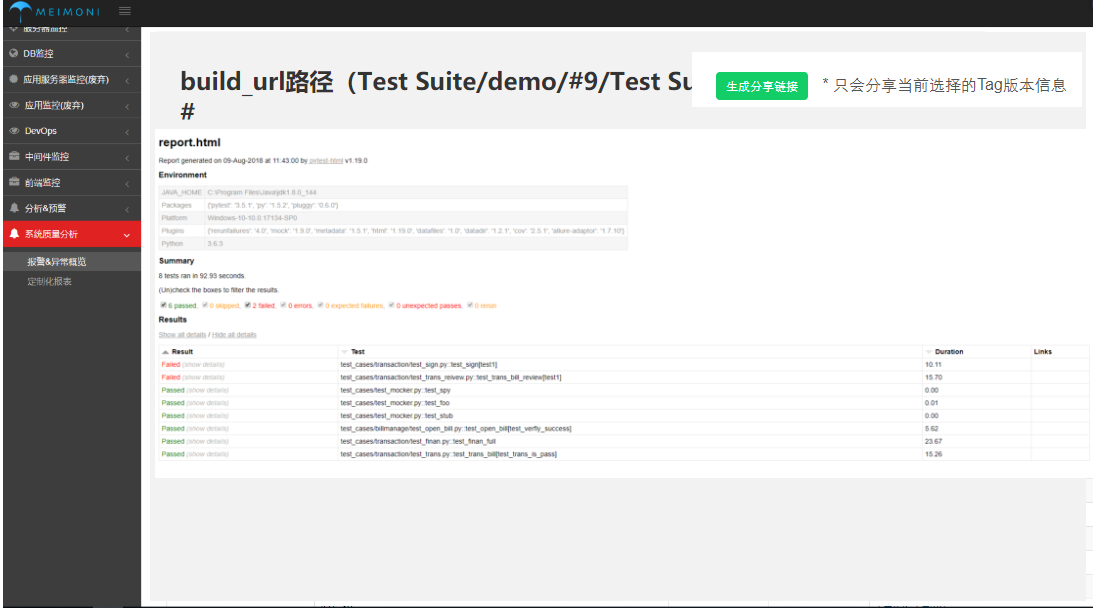 MEIMONI
服务器监控
DB监控
应用服务器监控(废弃)
应用监控(废弃)
DevOps
中间件监控
前端监控
分析&预警
系统质量分析
报警&异常概览
定制化报表
build_url路径（Test Suite/demo/#9/Test Su
#
生成分享链接
* 只会分享当前选择的Tag版本信息
report.html
Report generated on 09-Aug-2018 at 11:43:00 by pytest-html v1.19.0
Environment
JAVA_HOME C:\Program Files\Java\jdk1.8.0_144
Packages {'pytest': '3.5.1', 'py': '1.5.2', 'pluggy': '0.6.0'}
Platform Windows-10-10.0.17134-SP0
Plugins {'rerunfailures': '4.0', 'mock': '1.9.0', 'metadata': '1.5.1', 'html': '1.19.0', 'datafiles': '1.0', 'datadir': '1.2.1', 'cov': '2.5.1', 'allure-adaptor': '1.7.10'}
Python 3.6.3
Summary
8 tests ran in 92.93 seconds.
(Un)check the boxes to filter the results.
6 passed, 0 skipped, 2 failed, 0 errors, 0 expected failures, 0 unexpected passes, 0 rerun
Results
Show all details / Hide all details
Result Test Duration Links
Failed (show details) test_cases/transaction/test_sign.py::test_sign[test1] 10.11
Failed (show details) test_cases/transaction/test_trans_reivew.py::test_trans_bill_review[test1] 15.70
Passed (show details) test_cases/test_mocker.py::test_spy 0.00
Passed (show details) test_cases/test_mocker.py::test_foo 0.01
Passed (show details) test_cases/test_mocker.py::test_stub 0.00
Passed (show details) test_cases/billmanage/test_open_bill.py::test_open_bill[test_verfiy_success] 5.62
Passed (show details) test_cases/transaction/test_finan.py::test_finan_full 23.67
Passed (show details) test_cases/transaction/test_trans.py::test_trans_bill[test_trans_is_pass] 15.26